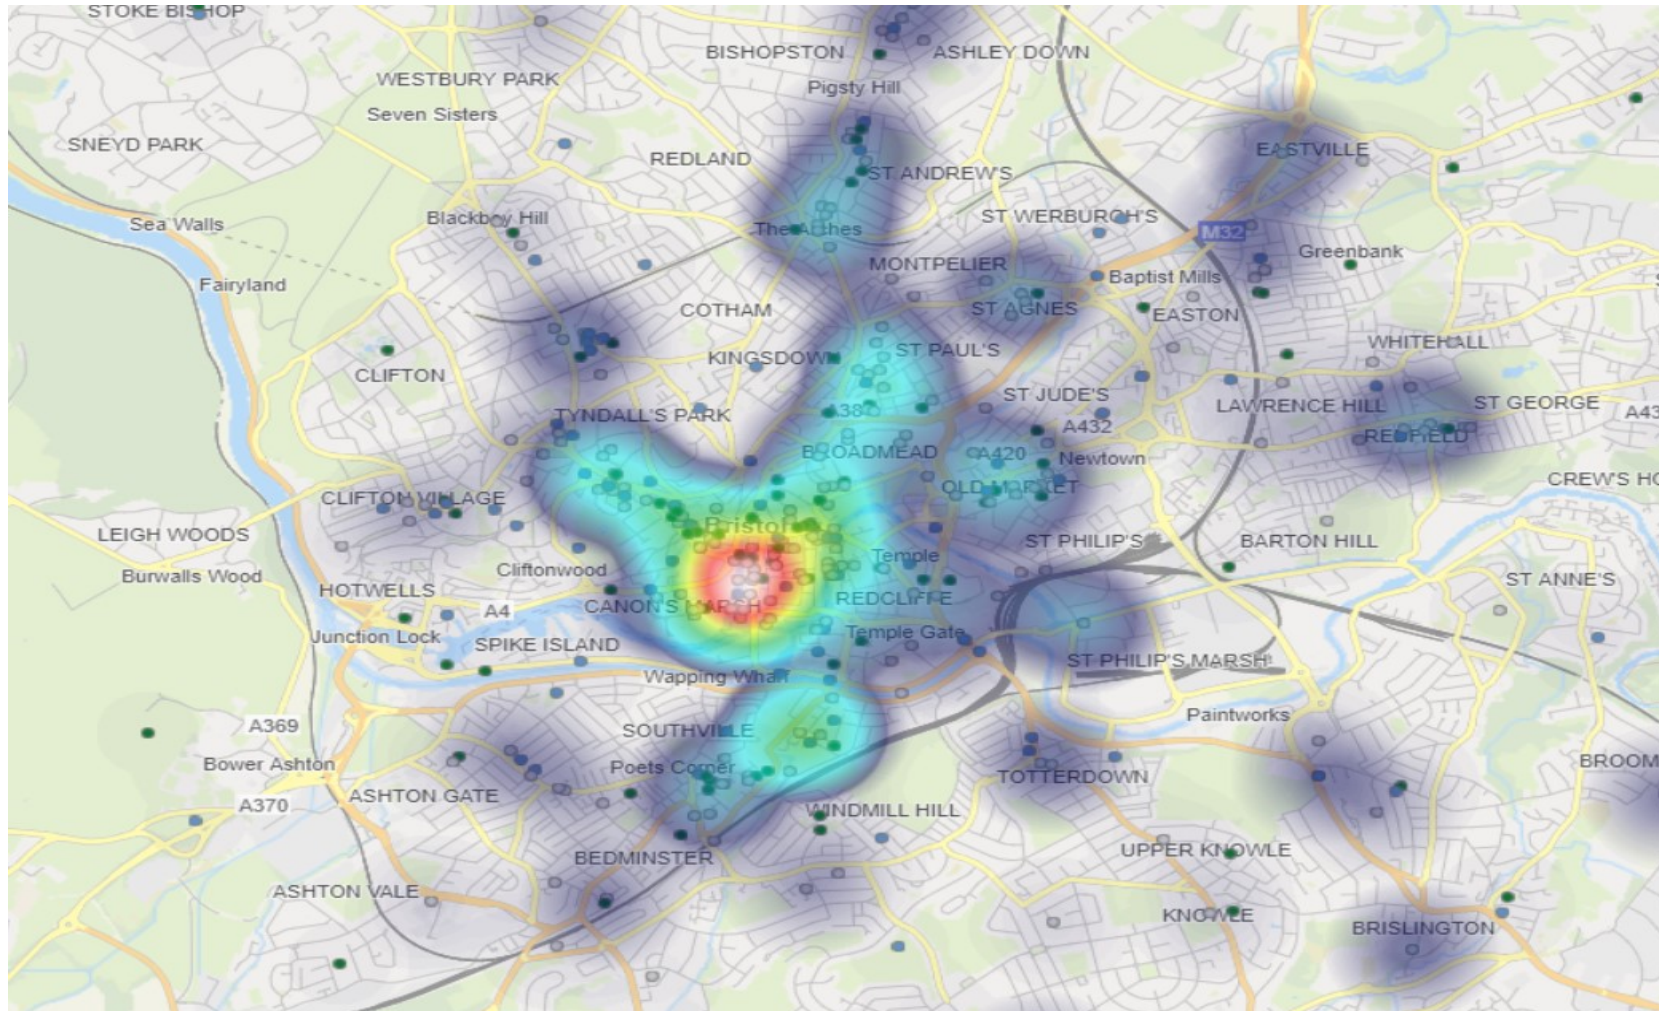 STOKE BISHOP
BISHOPSTON
ASHLEY DOWN
WESTBURY PARK
Pigsty Hill
Seven Sisters
SNEYD PARK
REDLAND
EASTVILLE
ST ANDREW'S
Sea Walls
Blackboy Hill
ST WERBURGH'S
The Arches
M32
Greenbank
MONTPELIER
Fairyland
Baptist Mills
COTHAM
ST AGNES
EASTON
WHITEHALL
KINGSDOWN
ST PAUL'S
CLIFTON
ST JUDE'S
LAWRENCE HILL
ST GEORGE
TYNDALL'S PARK
A38
A432
A43
REDFIELD
BROADMEAD
A420
Newtown
CREW'S HO
CLIFTON VILLAGE
OLD MARKET
Bristol
LEIGH WOODS
ST PHILIP'S
BARTON HILL
Temple
Cliftonwood
Burwalls Wood
ST ANNE'S
HOTWELLS
A4
CANON'S MARSH
REDCLIFFE
Junction Lock
SPIKE ISLAND
Temple Gate
Wapping Wharf
ST PHILIP'S MARSH
A369
SOUTHVILLE
Paintworks
Bower Ashton
Poets Corner
BROOM
TOTTERDOWN
ASHTON GATE
A370
WINDMILL HILL
BEDMINSTER
UPPER KNOWLE
ASHTON VALE
KNOWLE
BRISLINGTON